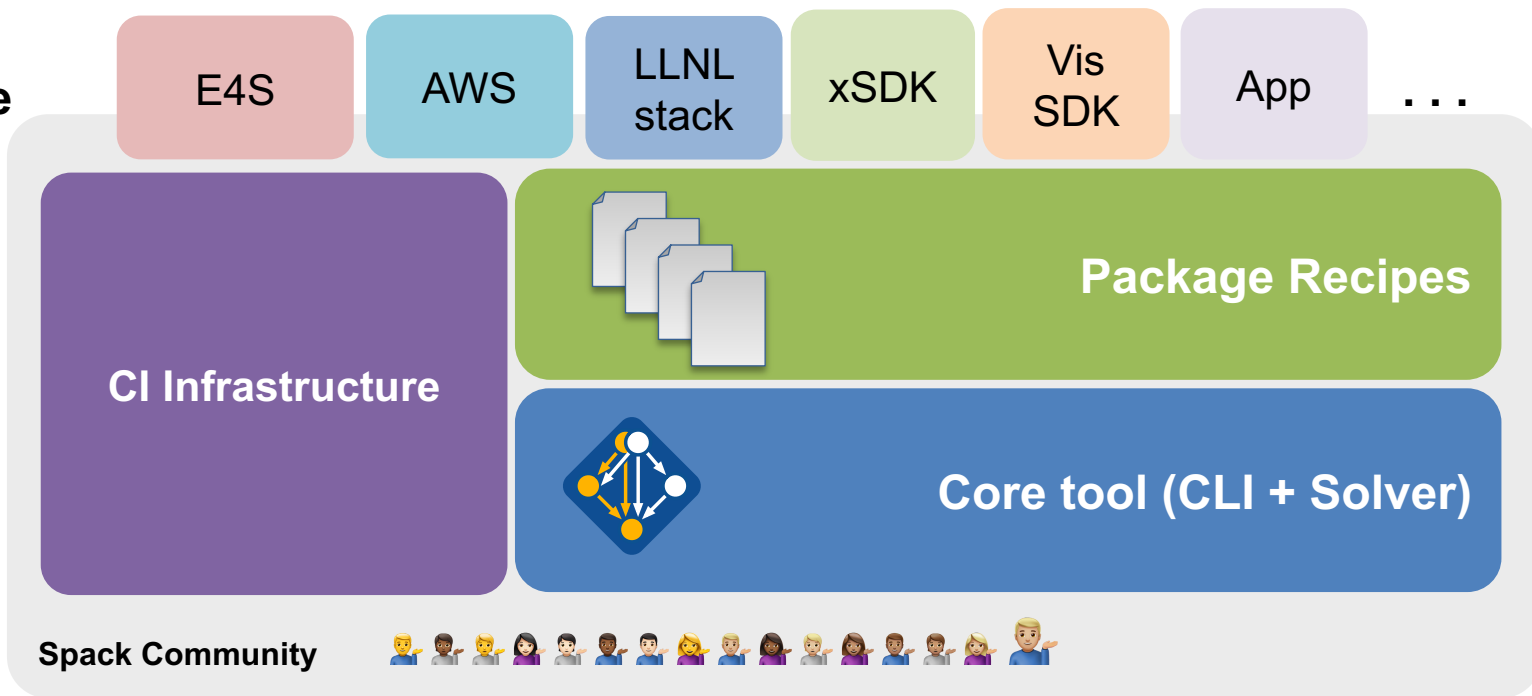 E4S
AWS
LLNL
stack
xSDK
Vis
SDK
App
...
e
Package Recipes
CI Infrastructure
Core tool (CLI + Solver)
Spack Community